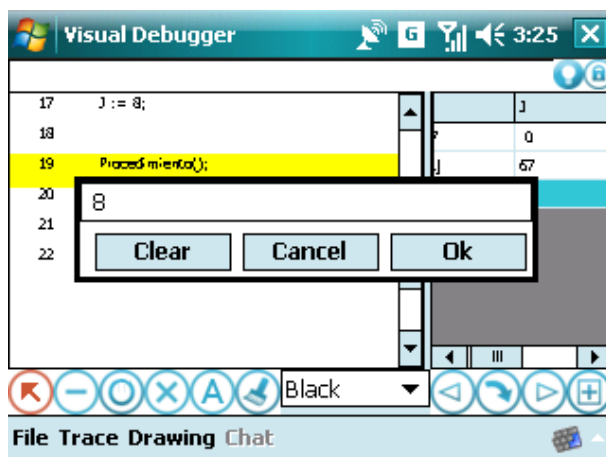 Visual Debugger G 3:25
17 J := 8;
J
18
0
19 Procedimiento();
67
20
8
21
22
Clear Cancel Ok
A Black
File Trace Drawing Chat